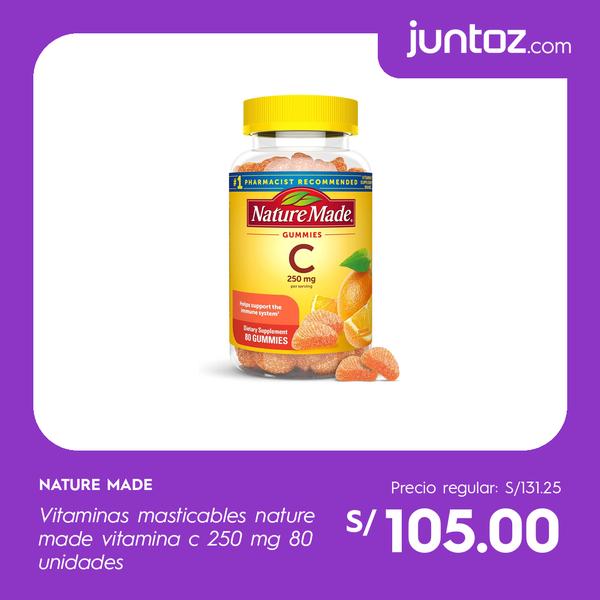 juntoz.com
#1 PHARMACIST RECOMMENDED
Nature Made®
GUMMIES
C
250 mg
per serving
Helps support the
immune system†
Dietary Supplement
80 GUMMIES
NATURE MADE
Vitaminas masticables nature
made vitamina c 250 mg 80
unidades
Precio regular: S/131.25
S/ 105.00